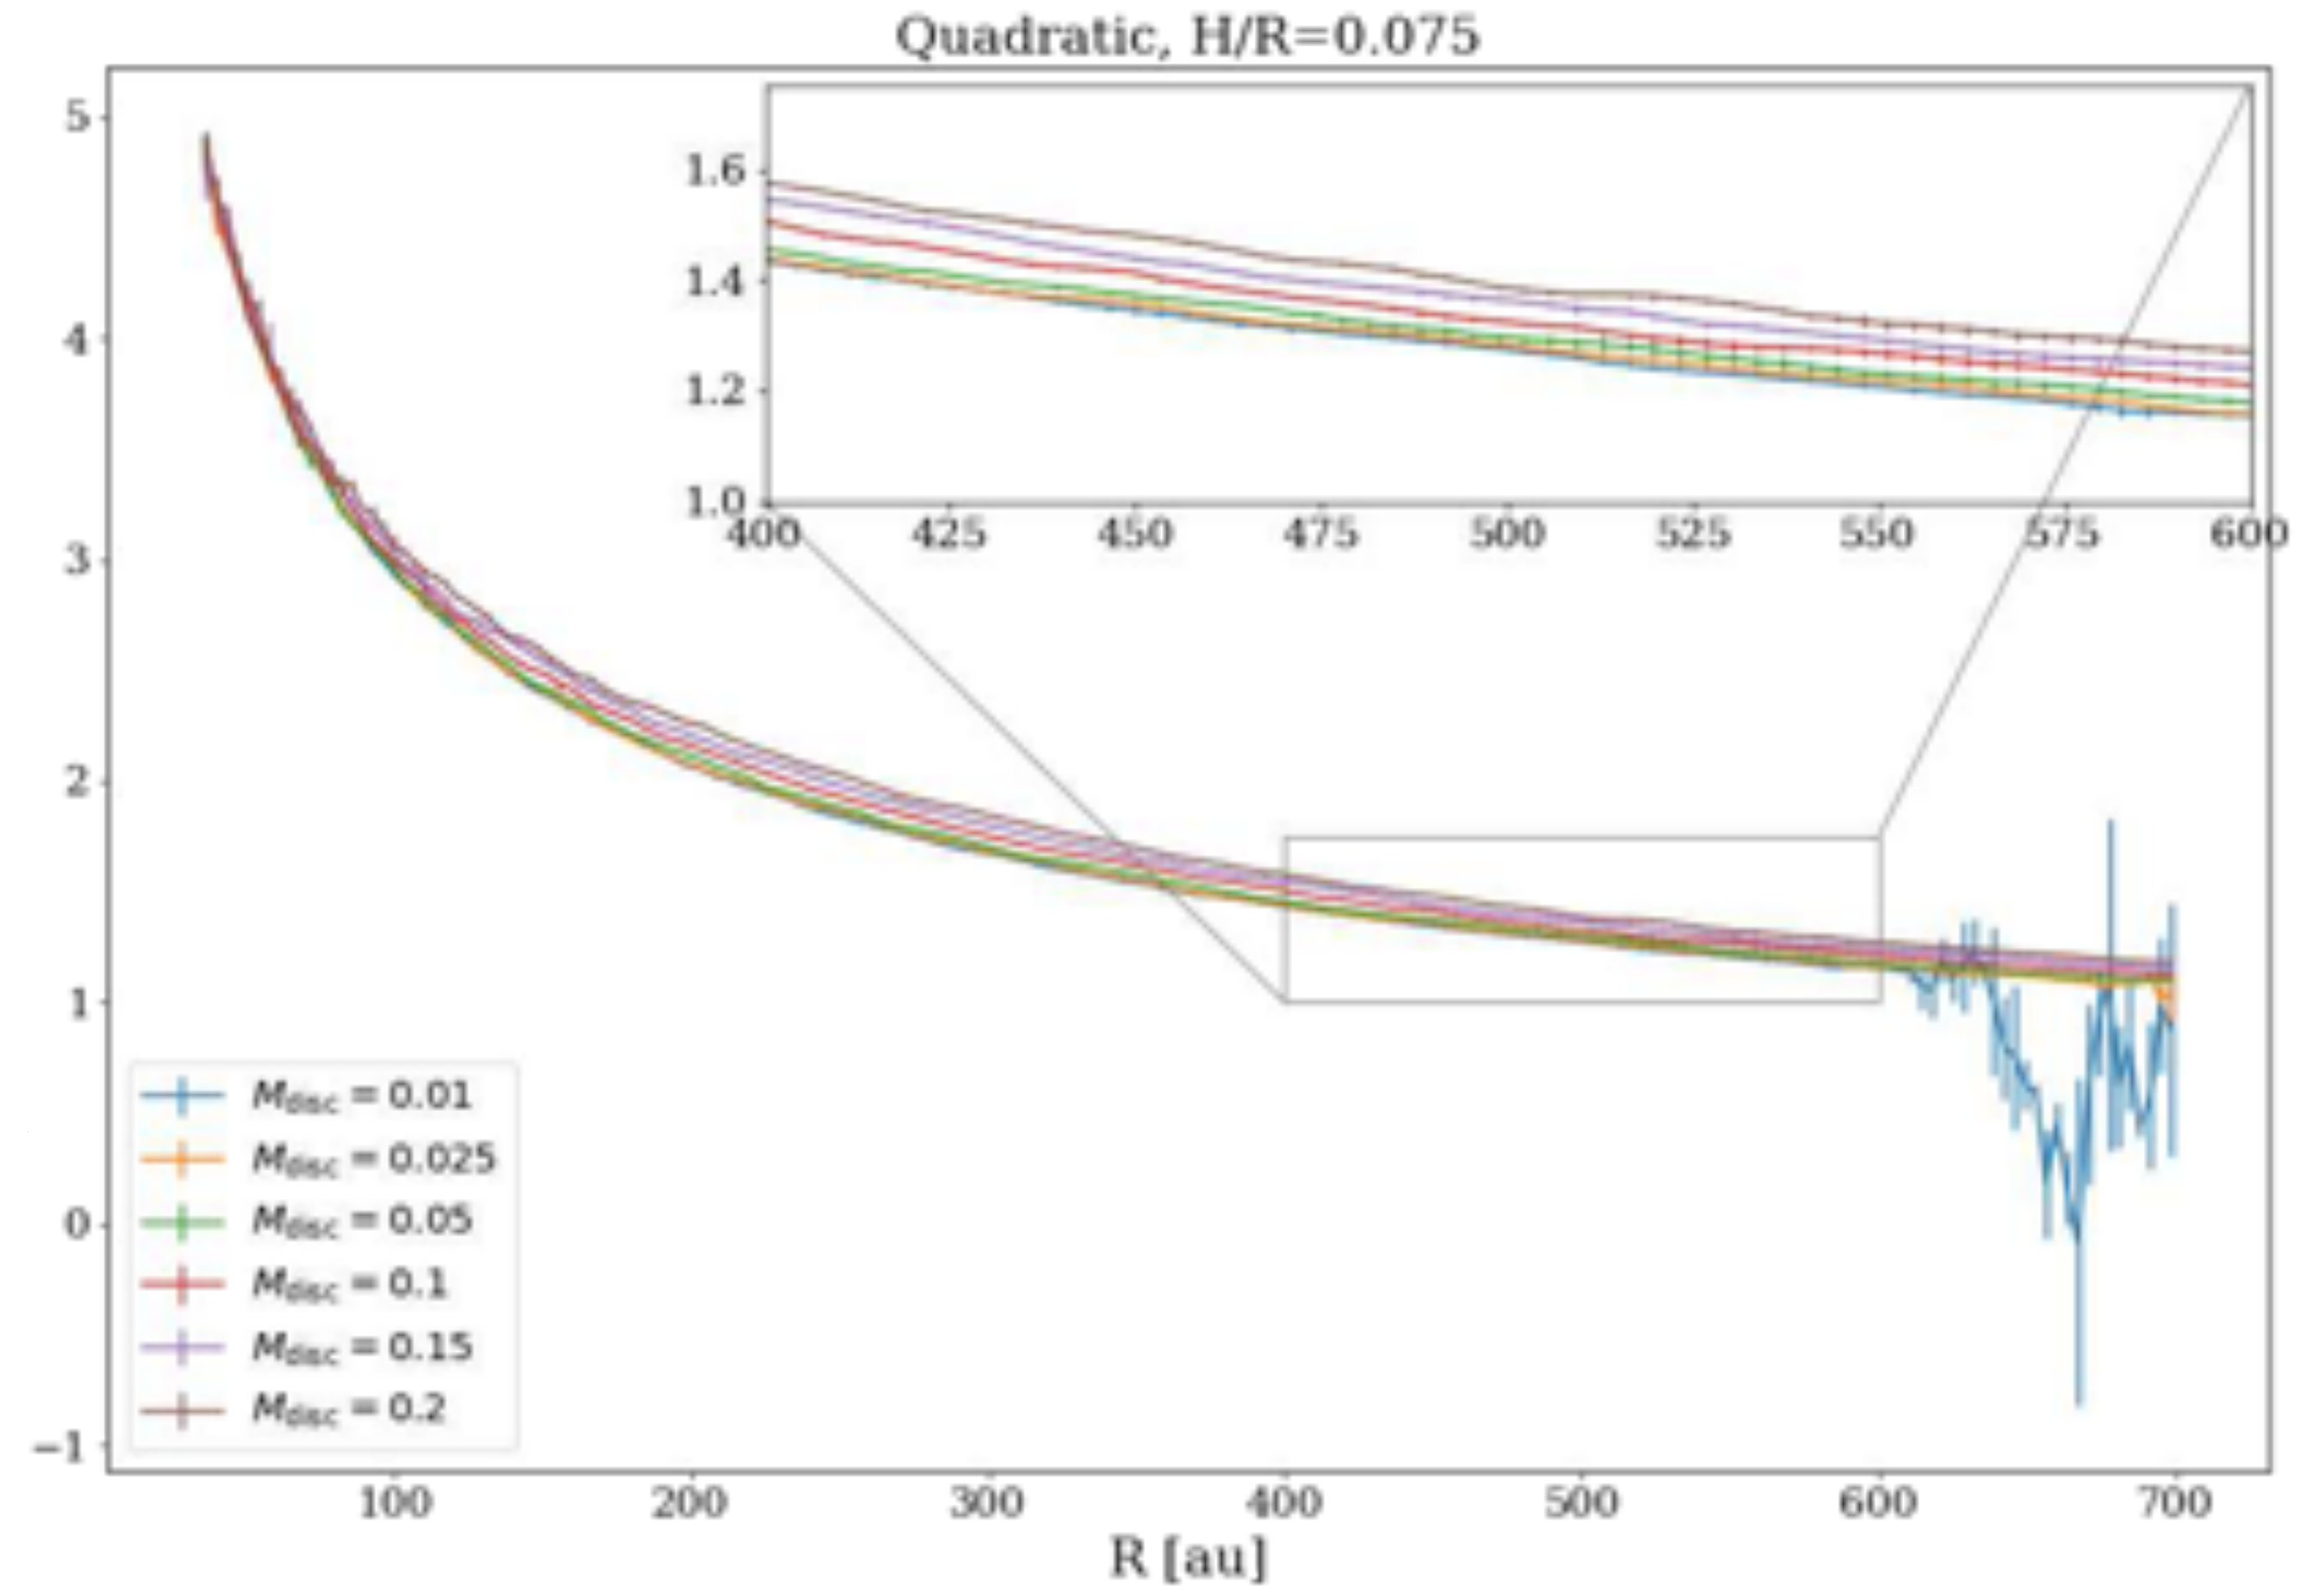 Quadratic, H/R=0.075
5
4
3
2
1
0
−1
1.6
1.4
1.2
1.0
400 425 450 475 500 525 550 575 600
M_disc = 0.01
M_disc = 0.025
M_disc = 0.05
M_disc = 0.1
M_disc = 0.15
M_disc = 0.2
100 200 300 400 500 600 700
R [au]